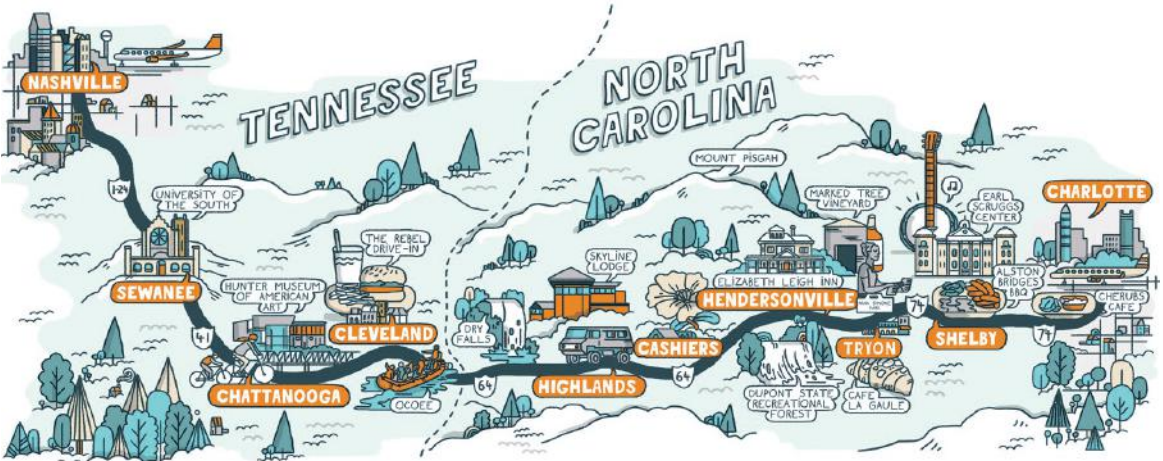 NASHVILLE
TENNESSEE
NORTH
CAROLINA
MOUNT PISGAH
MARKED TREE
VINEYARD
EARL
SCRUGGS
CENTER
CHARLOTTE
I-24
UNIVERSITY OF
THE SOUTH
THE REBEL
DRIVE-IN
SKYLINE
LODGE
ELIZABETH LEIGH INN
ALSTON
BRIDGES
BBQ
CHERUBS
CAFE
SEWANEE
HUNTER MUSEUM
OF AMERICAN
ART
CLEVELAND
DRY
FALLS
HENDERSONVILLE
74
SHELBY
74
41
CASHIERS
TRYON
CHATTANOOGA
OCOEE
64
HIGHLANDS
64
DUPONT STATE
RECREATIONAL
FOREST
CAFE
LA GAULE